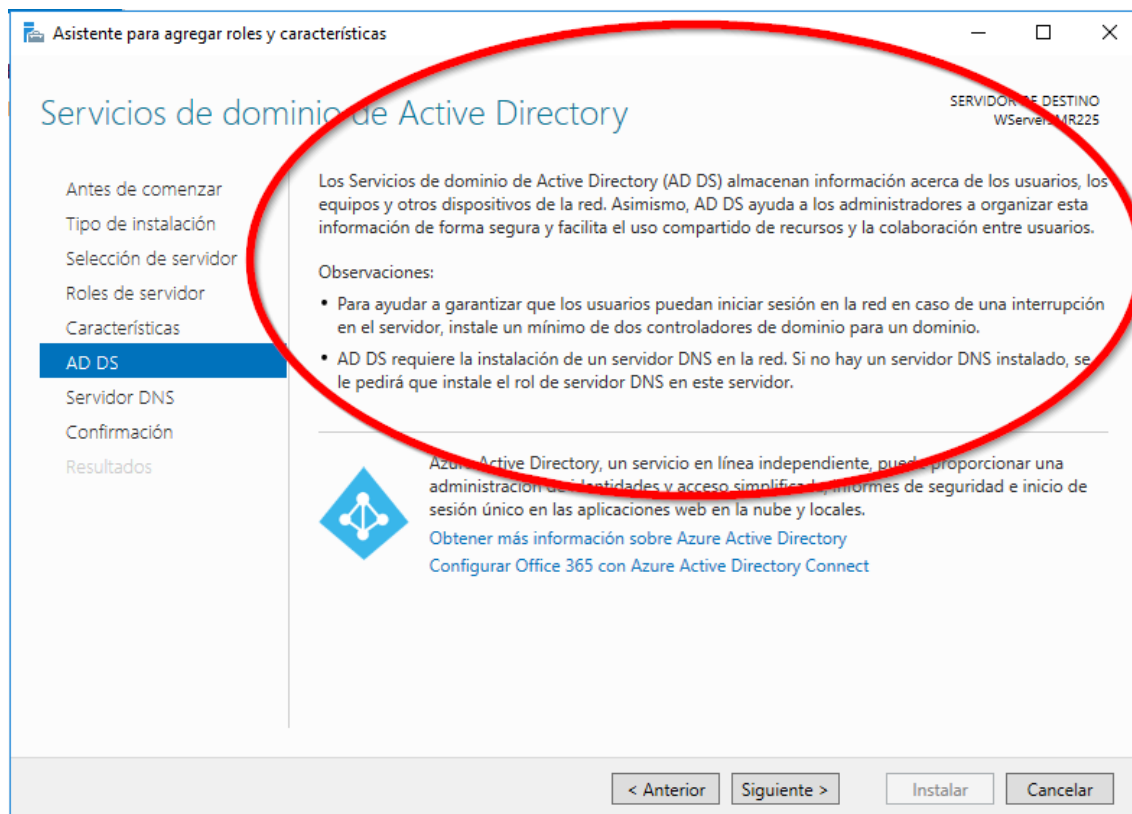 Asistente para agregar roles y características
Servicios de dominio de Active Directory
SERVIDOR DE DESTINO
WServerSMR225
Antes de comenzar
Tipo de instalación
Selección de servidor
Roles de servidor
Características
AD DS
Servidor DNS
Confirmación
Resultados
Los Servicios de dominio de Active Directory (AD DS) almacenan información acerca de los usuarios, los
equipos y otros dispositivos de la red. Asimismo, AD DS ayuda a los administradores a organizar esta
información de forma segura y facilita el uso compartido de recursos y la colaboración entre usuarios.
Observaciones:
• Para ayudar a garantizar que los usuarios puedan iniciar sesión en la red en caso de una interrupción
en el servidor, instale un mínimo de dos controladores de dominio para un dominio.
• AD DS requiere la instalación de un servidor DNS en la red. Si no hay un servidor DNS instalado, se
le pedirá que instale el rol de servidor DNS en este servidor.
Azure Active Directory, un servicio en línea independiente, puede proporcionar una
administración de identidades y acceso simplificado, informes de seguridad e inicio de
sesión único en las aplicaciones web en la nube y locales.
Obtener más información sobre Azure Active Directory
Configurar Office 365 con Azure Active Directory Connect
< Anterior
Siguiente >
Instalar
Cancelar